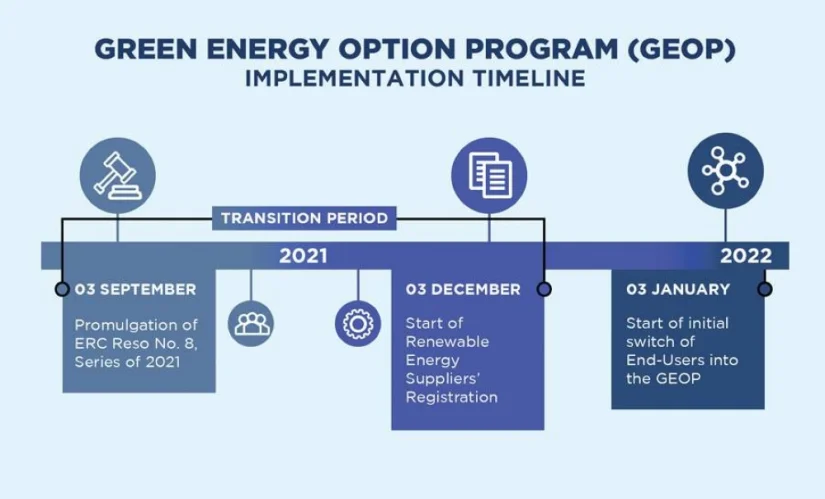 GREEN ENERGY OPTION PROGRAM (GEOP)
IMPLEMENTATION TIMELINE
TRANSITION PERIOD
2021
2022
03 SEPTEMBER
Promulgation of
ERC Reso No. 8,
Series of 2021
03 DECEMBER
Start of
Renewable
Energy
Suppliers'
Registration
03 JANUARY
Start of initial
switch of
End-Users into
the GEOP